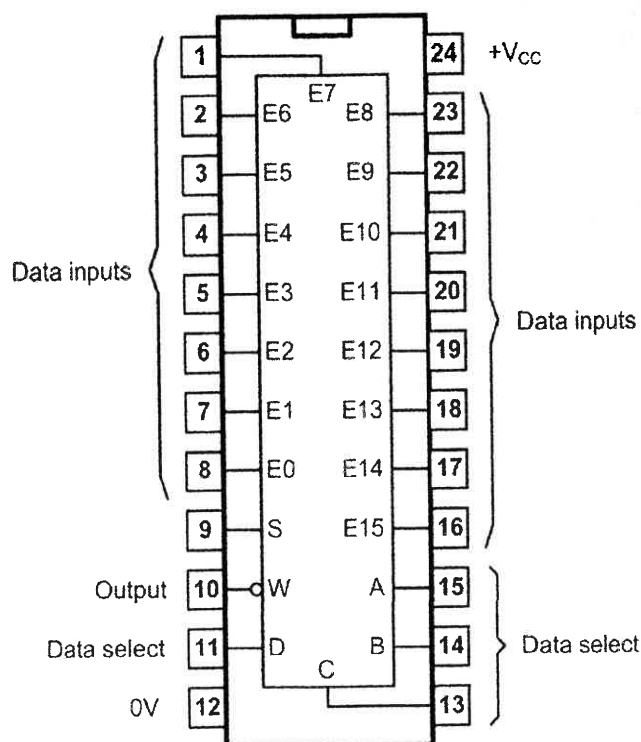 1 24 +VCC
E7
2 E6 E8 23
3 E5 E9 22
4 E4 E10 21
Data inputs
5 E3 E11 20
Data inputs
6 E2 E12 19
7 E1 E13 18
8 E0 E14 17
9 S E15 16
Output 10 W A 15
Data select 11 D B 14 Data select
C
0V 12 13